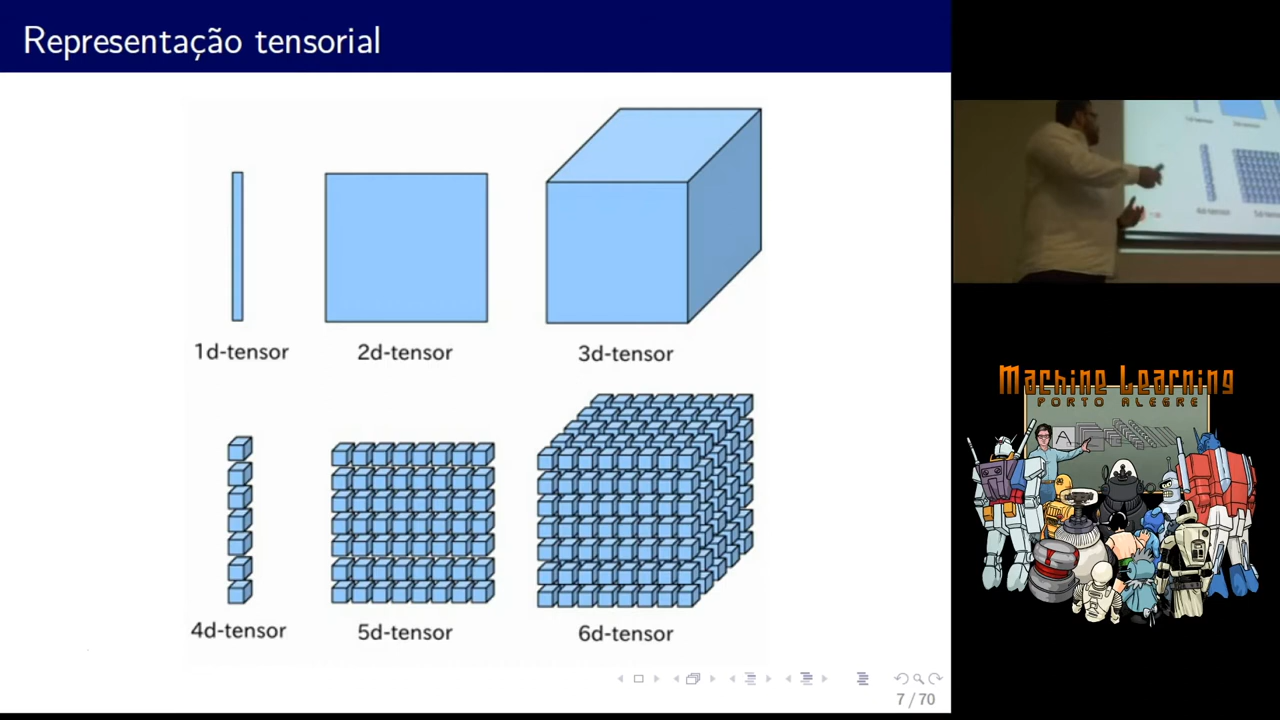 Representação tensorial
1d-tensor
2d-tensor
3d-tensor
4d-tensor
5d-tensor
6d-tensor
7 / 70
Machine Learning
PORTO ALEGRE
A